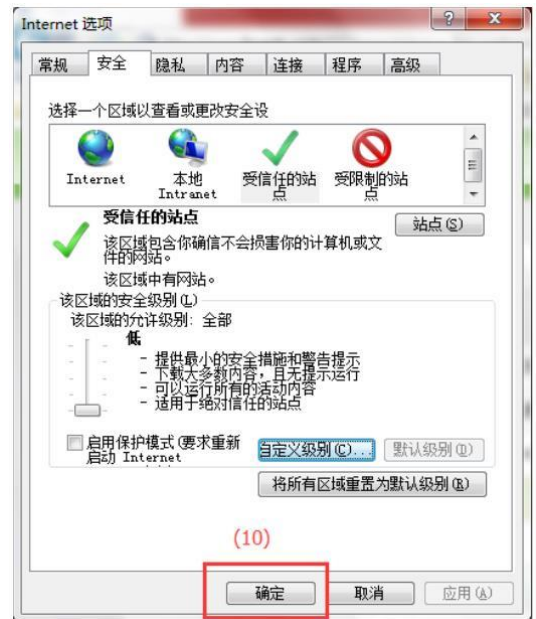 Internet 选项
?
X
常规 安全 隐私 内容 连接 程序 高级
选择一个区域以查看或更改安全设
Internet 本地 受信任的站 受限制的站
Intranet 点 点
受信任的站点
站点(S)
该区域包含你确信不会损害你的计算机或文
件的网站。
该区域中有网站。
该区域的安全级别(L)
该区域的允许级别: 全部
低
- 提供最小的安全措施和警告提示
- 下载大多数内容，且无提示运行
- 可以运行所有的活动内容
- 适用于绝对信任的站点
启用保护模式(要求重新
启动 Internet
自定义级别(C)... 默认级别(D)
将所有区域重置为默认级别(R)
(10)
确定 取消 应用(A)